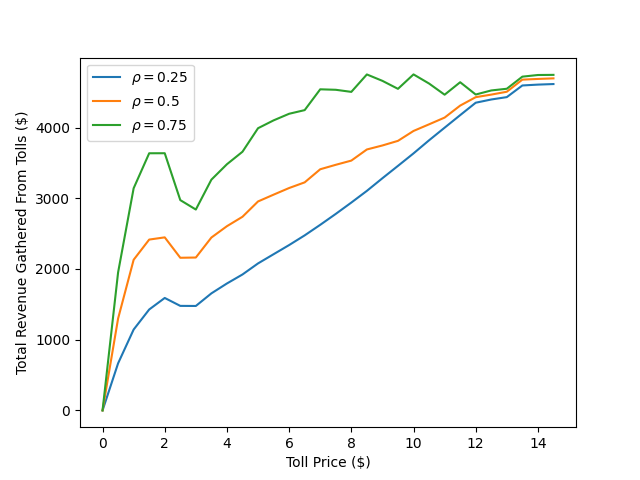 ρ = 0.25
ρ = 0.5
ρ = 0.75
Total Revenue Gathered From Tolls ($)
4000
3000
2000
1000
0
0 2 4 6 8 10 12 14
Toll Price ($)